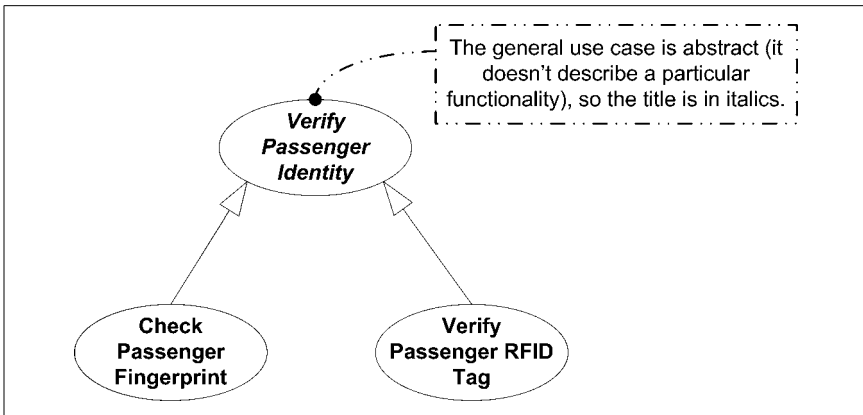 The general use case is abstract (it
doesn't describe a particular
functionality), so the title is in italics.
Verify
Passenger
Identity
Check
Passenger
Fingerprint
Verify
Passenger RFID
Tag